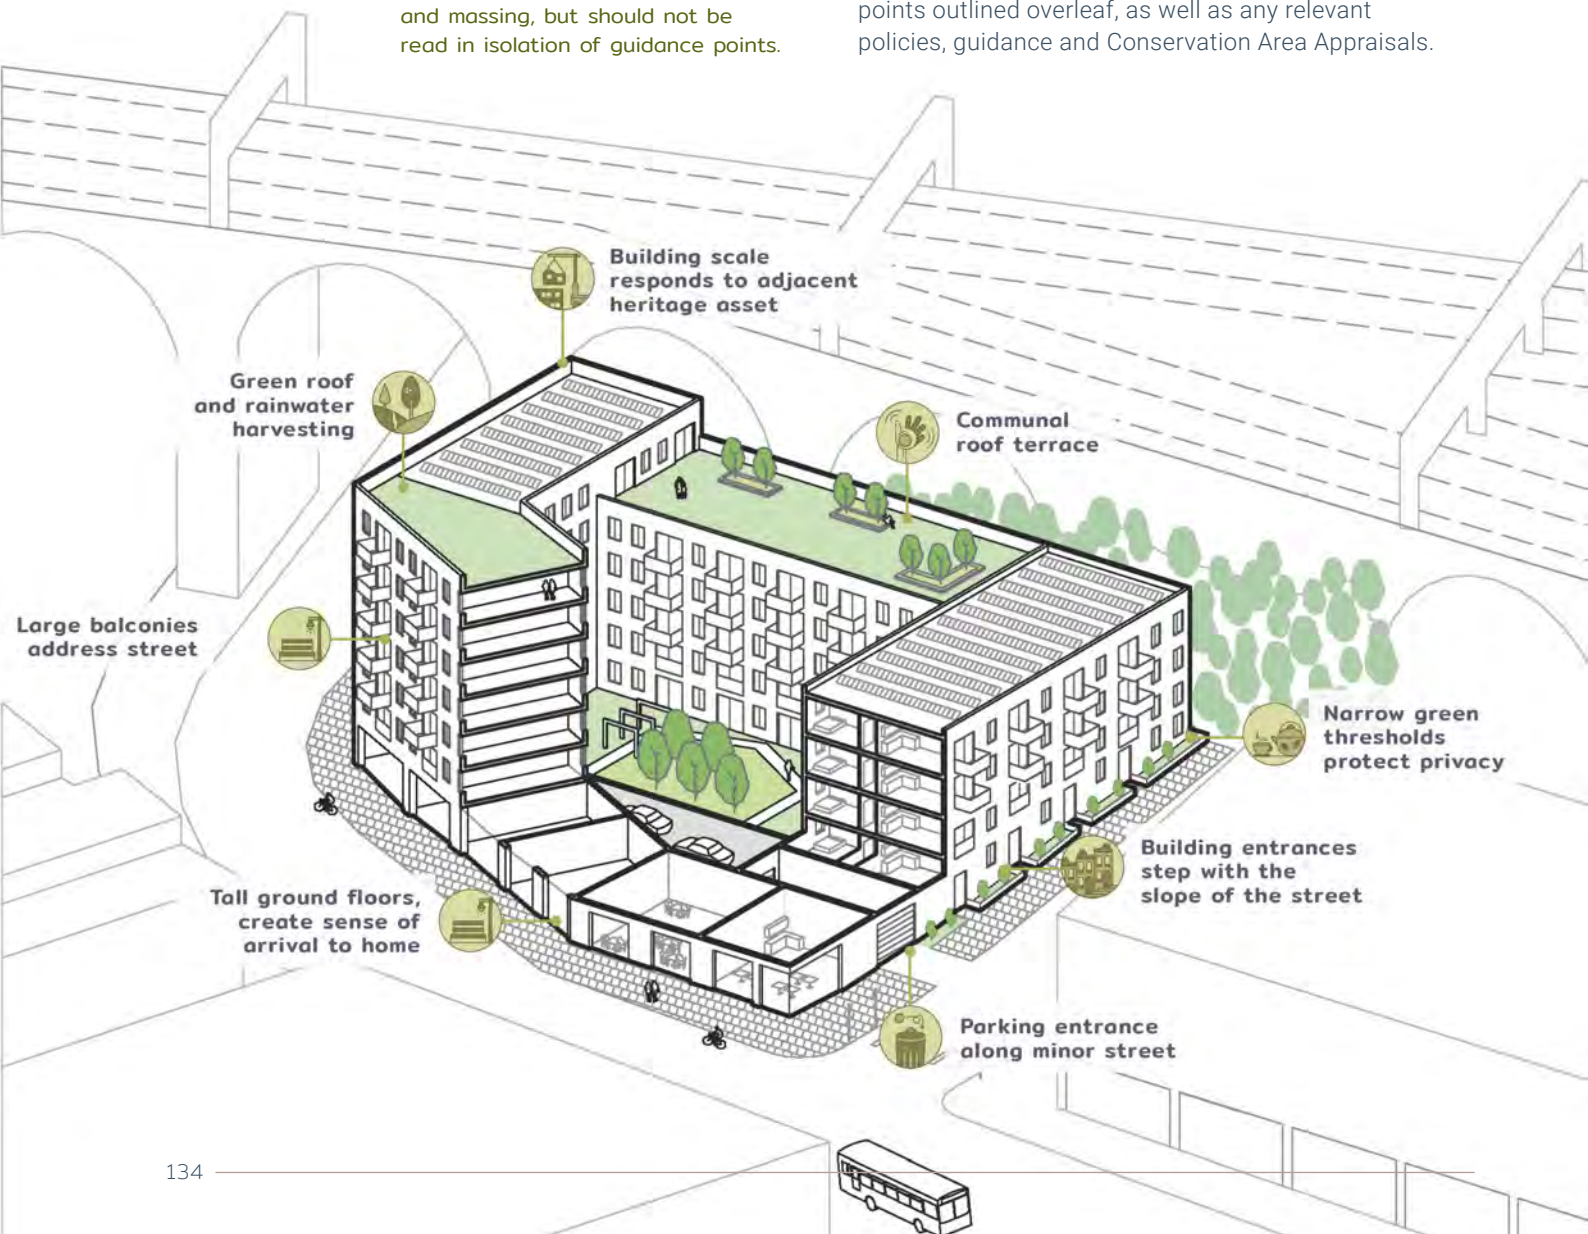 and massing, but should not be
read in isolation of guidance points.
points outlined overleaf, as well as any relevant
policies, guidance and Conservation Area Appraisals.
Building scale
responds to adjacent
heritage asset
Green roof
and rainwater
harvesting
Communal
roof terrace
Large balconies
address street
Narrow green
thresholds
protect privacy
Building entrances
step with the
slope of the street
Tall ground floors,
create sense of
arrival to home
Parking entrance
along minor street
134